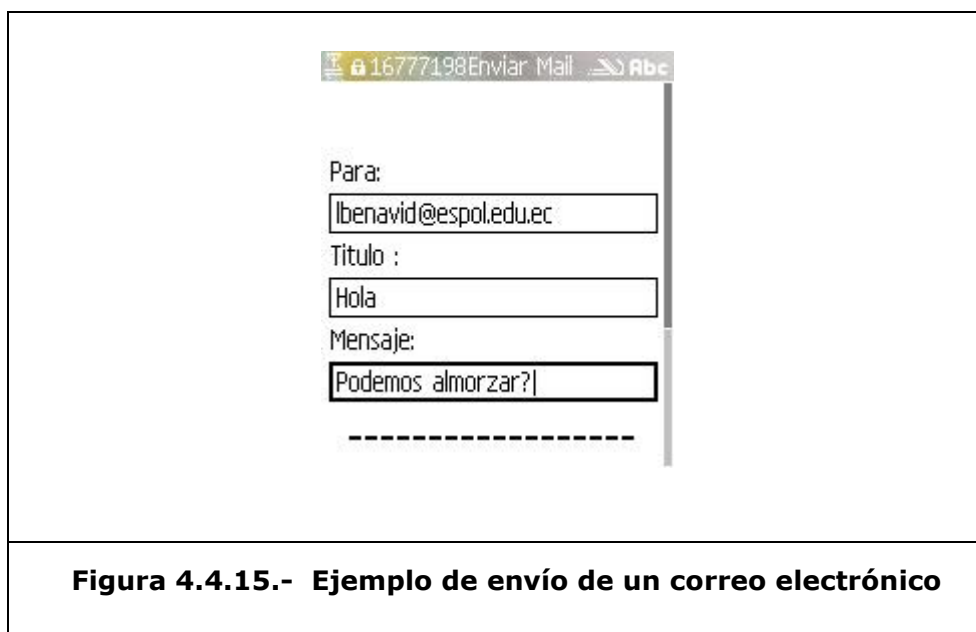 16777198Enviar Mail Abc
Para:
lbenavid@espol.edu.ec
Titulo :
Hola
Mensaje:
Podemos almorzar?
-------------------
Figura 4.4.15.- Ejemplo de envío de un correo electrónico